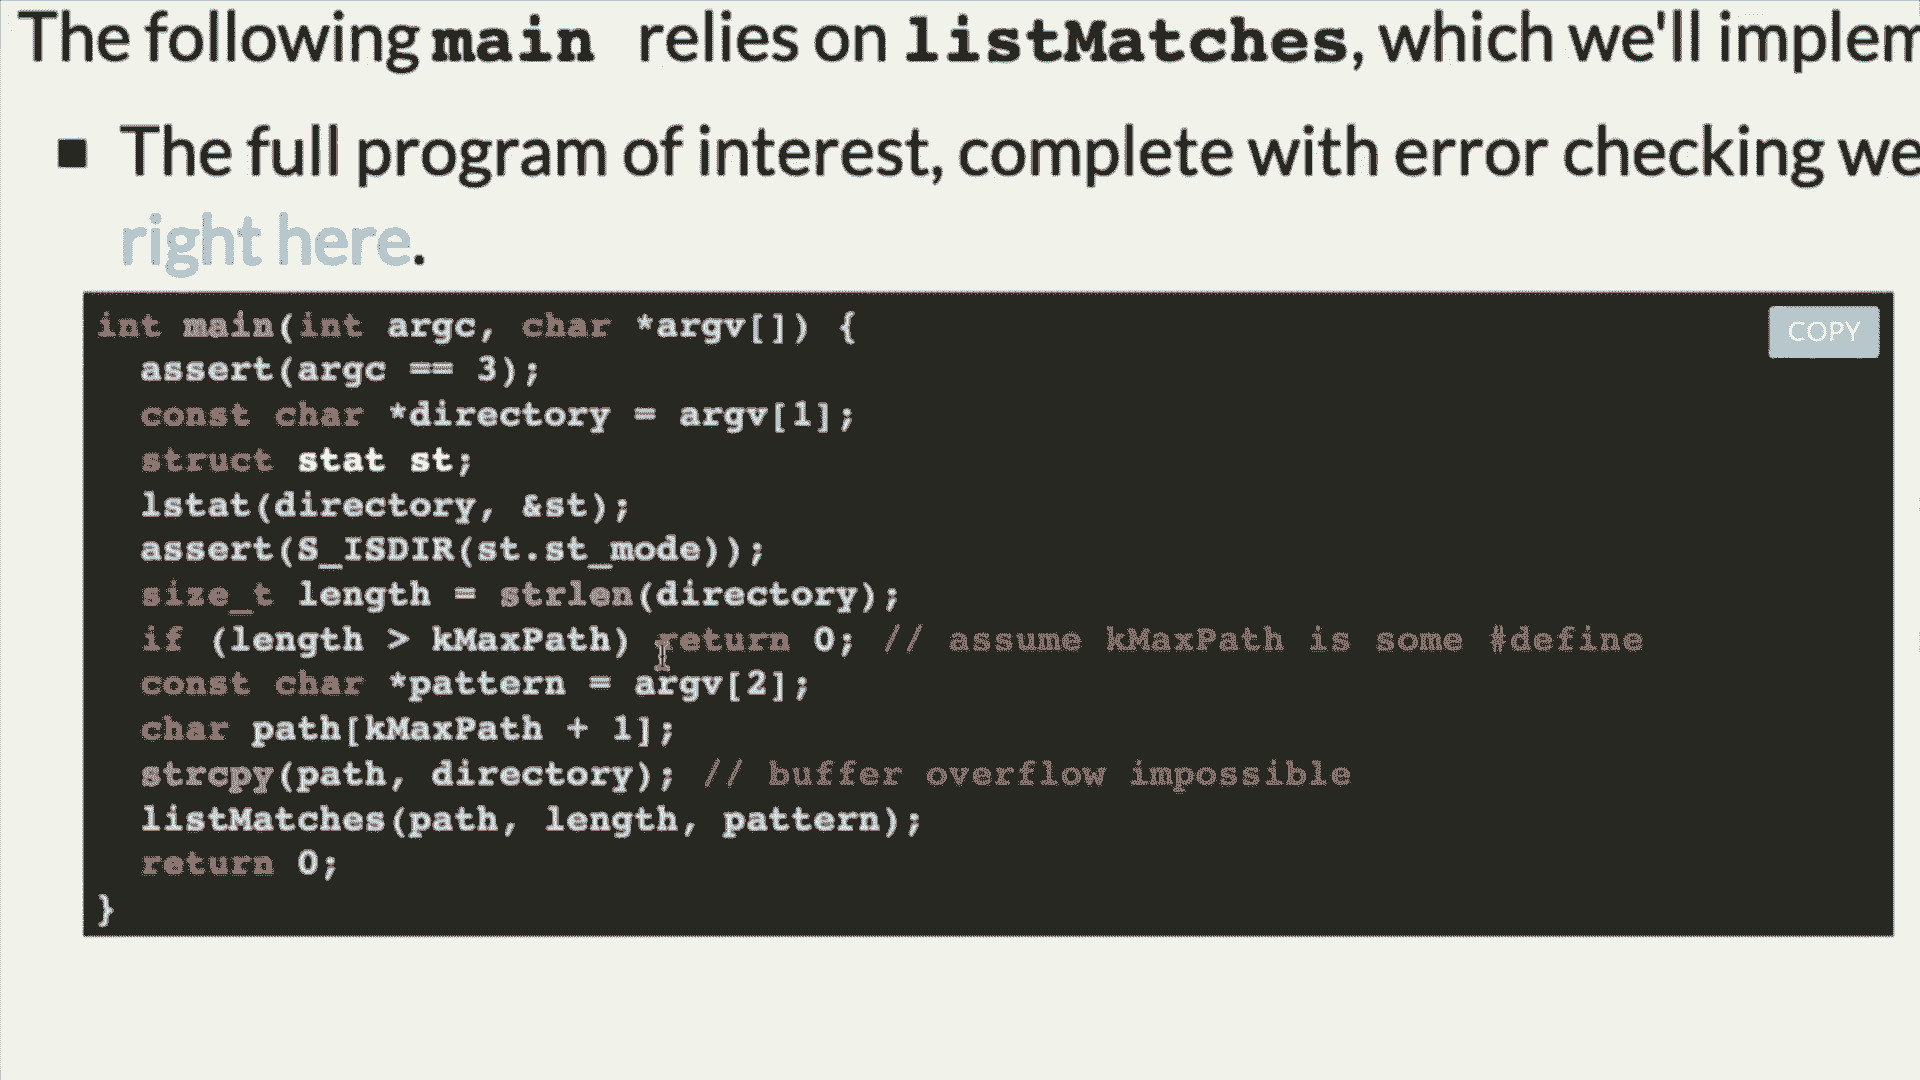 The following main relies on listMatches, which we'll implem
▪ The full program of interest, complete with error checking we
right here.
COPY
int main(int argc, char *argv[]) {
  assert(argc == 3);
  const char *directory = argv[1];
  struct stat st;
  lstat(directory, &st);
  assert(S_ISDIR(st.st_mode));
  size_t length = strlen(directory);
  if (length > kMaxPath) return 0; // assume kMaxPath is some #define
  const char *pattern = argv[2];
  char path[kMaxPath + 1];
  strcpy(path, directory); // buffer overflow impossible
  listMatches(path, length, pattern);
  return 0;
}